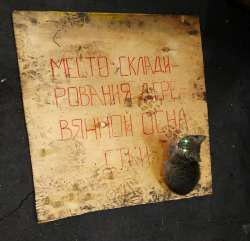 МЕСТО СКЛАДИ-
РОВАНИЯ ДЕРЕ
ВЯННОЙ ОСНА
СТКИ